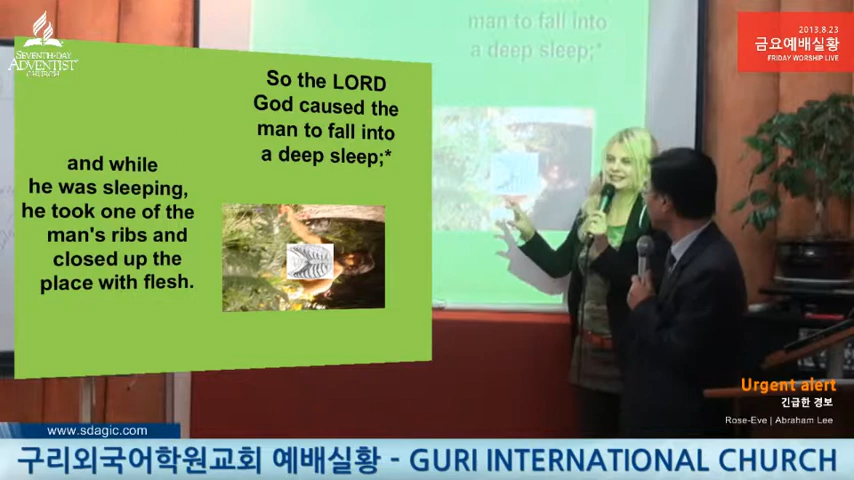 SEVENTH-DAY
ADVENTIST
CHURCH
man to fall into
a deep sleep;*
2013.8.23
금요예배실황
FRIDAY WORSHIP LIVE
So the LORD
God caused the
man to fall into
a deep sleep;*
and while
he was sleeping,
he took one of the
man's ribs and
closed up the
place with flesh.
Urgent alert
긴급한 경보
Rose-Eve | Abraham Lee
www.sdagic.com
구리외국어학원교회 예배실황 - GURI INTERNATIONAL CHURCH